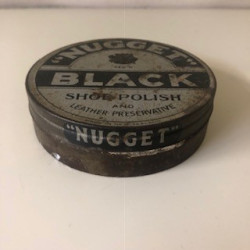 "NUGGET"
BLACK
SHOE POLISH
AND
LEATHER PRESERVATIVE
"NUGGET"